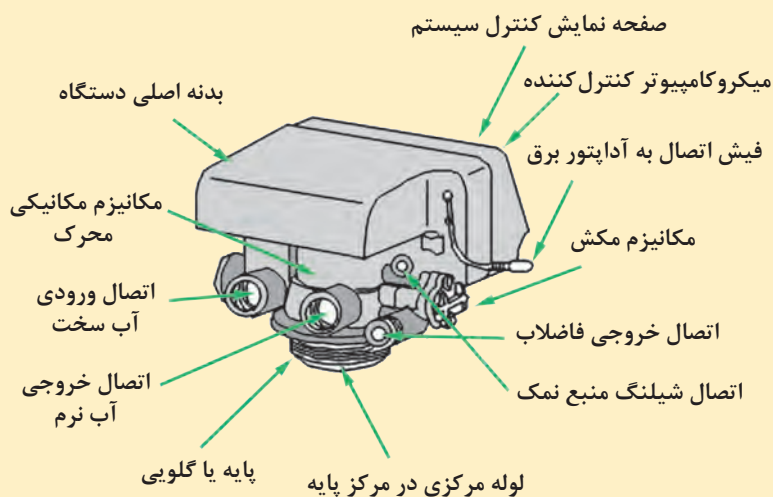 صفحه نمایش کنترل سیستم
میکروکامپیوتر کنترل‌کننده
بدنه اصلی دستگاه
فیش اتصال به آداپتور برق
مکانیزم مکانیکی
محرک
مکانیزم مکش
اتصال ورودی
آب سخت
اتصال خروجی فاضلاب
اتصال خروجی
آب نرم
اتصال شیلنگ منبع نمک
پایه یا گلویی
لوله مرکزی در مرکز پایه